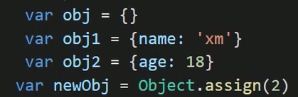 var obj = {}
var obj1 = {name: 'xm'}
var obj2 = {age: 18}
var newObj = Object.assign(2)